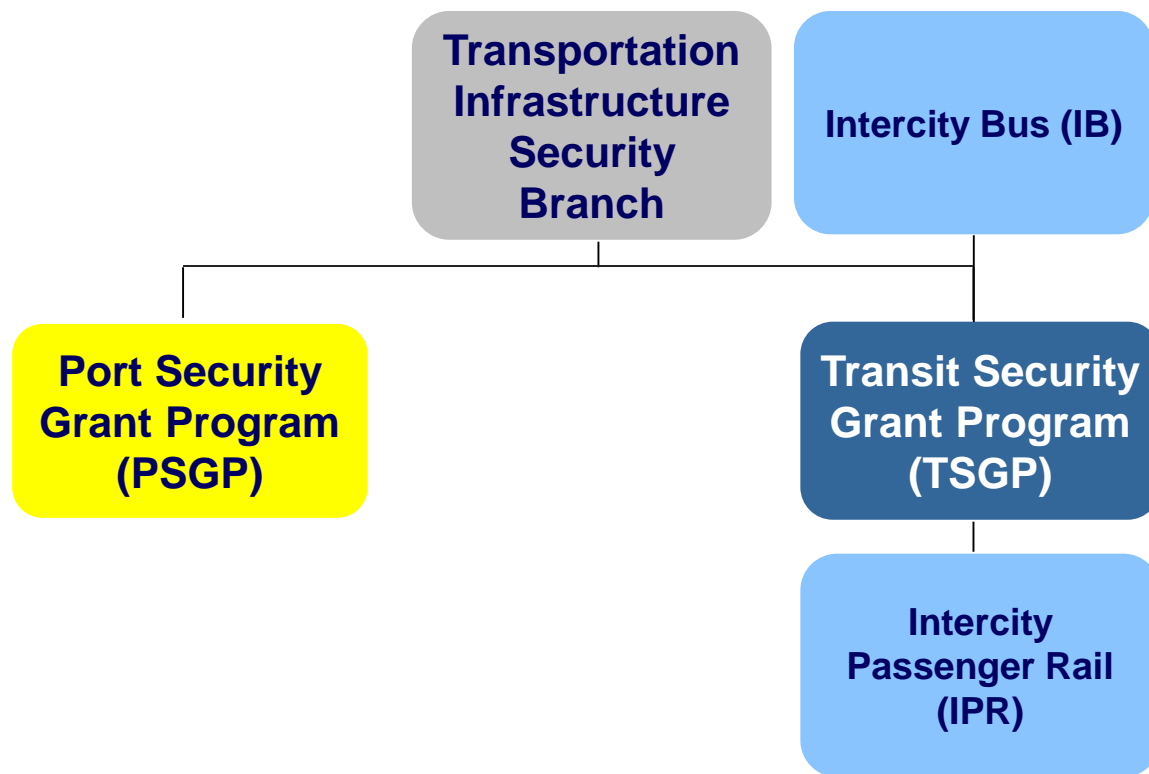 Transportation
Infrastructure
Security
Branch
Intercity Bus (IB)
Port Security
Grant Program
(PSGP)
Transit Security
Grant Program
(TSGP)
Intercity
Passenger Rail
(IPR)